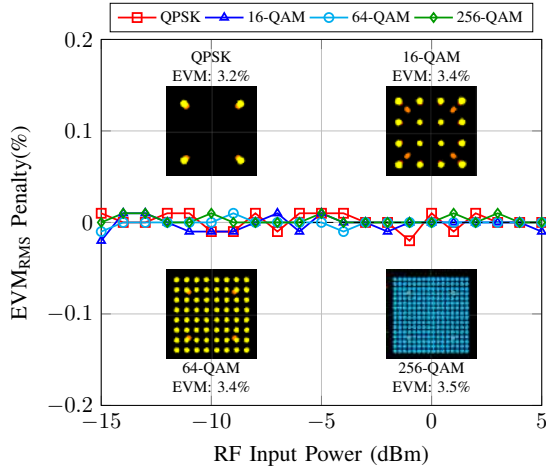 QPSK 16-QAM 64-QAM 256-QAM
0.2
QPSK
EVM: 3.2%
16-QAM
EVM: 3.4%
0.1
0
−0.1
64-QAM
EVM: 3.4%
256-QAM
EVM: 3.5%
−0.2
−15 −10 −5 0 5
RF Input Power (dBm)
EVM_RMS Penalty(%)